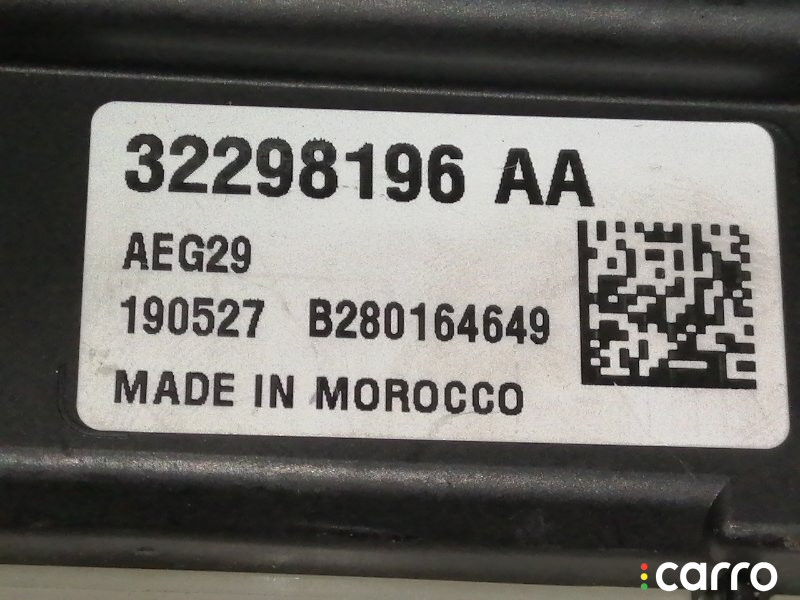 32298196 AA
AEG29
190527 B280164649
MADE IN MOROCCO
carro